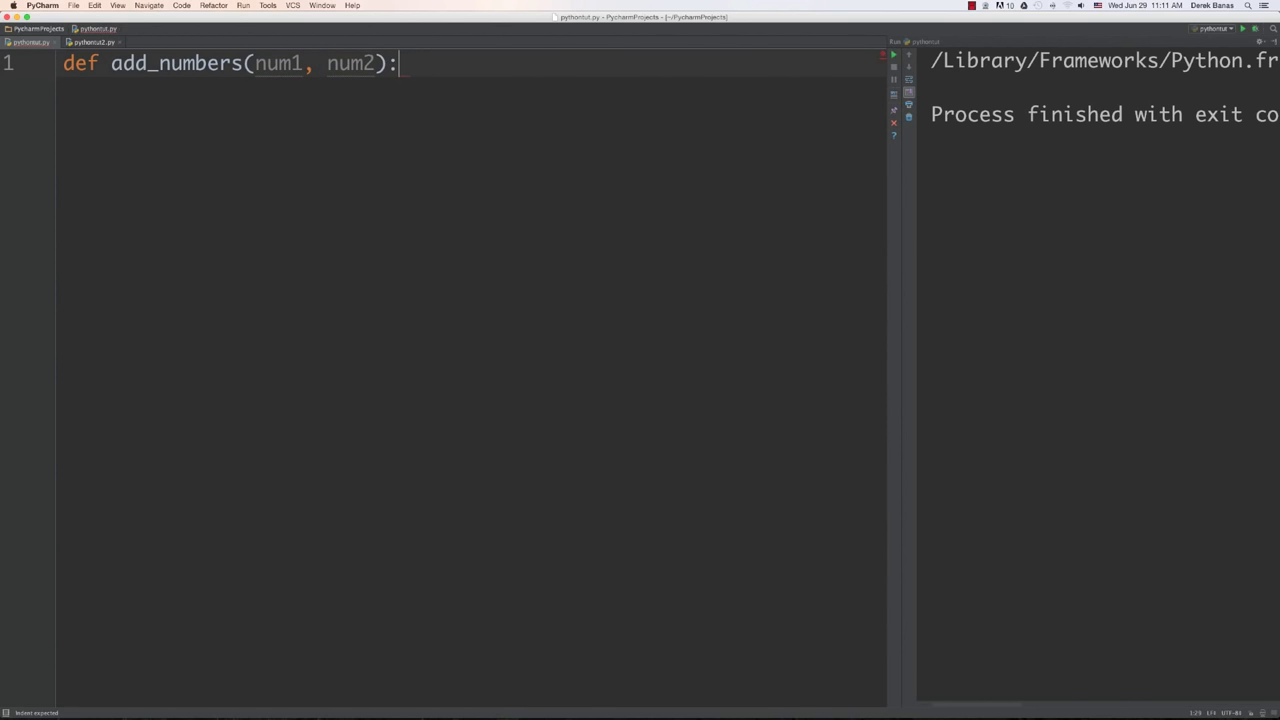 PyCharm File Edit View Navigate Code Refactor Run Tools VCS Window Help 10 Wed Jun 29 11:11 AM Derek Banas
pythontut.py - PycharmProjects - [~/PycharmProjects]
PycharmProjects pythontut.py pythontut
pythontut.py pythontut2.py Run pythontut
1 def add_numbers(num1, num2):
/Library/Frameworks/Python.fr
Process finished with exit co
?
Indent expected 1:29 LF UTF-8